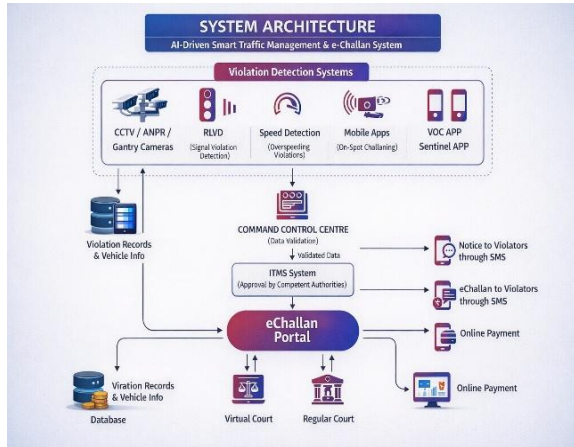 SYSTEM ARCHITECTURE
AI-Driven Smart Traffic Management & e-Challan System
Violation Detection Systems
CCTV / ANPR /
Gantry Cameras
RLVD
(Signal Violation
Detection)
Speed Detection
(Overspeeding
Violations)
Mobile Apps
(On-Spot Challaning)
VOC APP
Sentinel APP
Violation Records
& Vehicle Info
COMMAND CONTROL CENTRE
(Data Validation)
Validated Data
ITMS System
(Approval by Competent Authorities)
eChallan
Portal
Notice to Violators
through SMS
eChallan to Violators
through SMS
Online Payment
Online Payment
Viration Records
& Vehicle Info
Database
Virtual Court
Regular Court